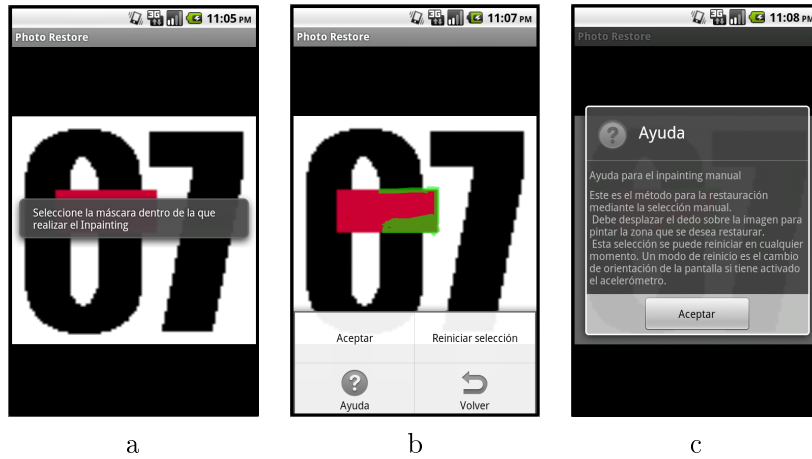 11:05 PM
Photo Restore
07
Seleccione la máscara dentro de la que
realizar el Inpainting
a
11:07 PM
Photo Restore
07
Aceptar
Reiniciar selección
Ayuda
Volver
b
11:08 PM
Photo Restore
Ayuda
Ayuda para el inpainting manual
Este es el método para la restauración
mediante la selección manual.
Debe desplazar el dedo sobre la imagen para
pintar la zona que se desea restaurar.
Esta selección se puede reiniciar en cualquier
momento. Un modo de reinicio es el cambio
de orientación de la pantalla si tiene activado
el acelerómetro.
Aceptar
c